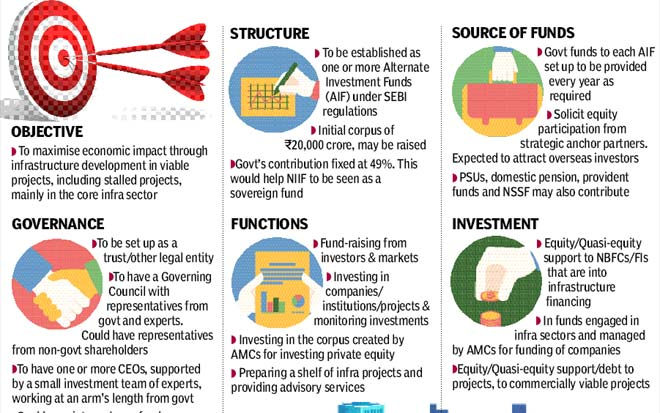 OBJECTIVE
To maximise economic impact through
infrastructure development in viable
projects, including stalled projects,
mainly in the core infra sector
STRUCTURE
To be established as
one or more Alternate
Investment Funds
(AIF) under SEBI
regulations
Initial corpus of
₹20,000 crore, may be raised
Govt's contribution fixed at 49%. This
would help NIIF to be seen as a
sovereign fund
SOURCE OF FUNDS
Govt funds to each AIF
set up to be provided
every year as
required
Solicit equity
participation from
strategic anchor partners.
Expected to attract overseas investors
PSUs, domestic pension, provident
funds and NSSF may also contribute
GOVERNANCE
To be set up as a
trust/other legal entity
To have a Governing
Council with
representatives from
govt and experts.
Could have representatives
from non-govt shareholders
To have one or more CEOs, supported
by a small investment team of experts,
working at an arm's length from govt
FUNCTIONS
Fund-raising from
investors & markets
Investing in
companies/
institutions/projects &
monitoring investments
Investing in the corpus created by
AMCs for investing private equity
Preparing a shelf of infra projects and
providing advisory services
INVESTMENT
Equity/Quasi-equity
support to NBFCs/FIs
that are into
infrastructure
financing
In funds engaged in
infra sectors and managed
by AMCs for funding of companies
Equity/Quasi-equity support/debt to
projects, to commercially viable projects